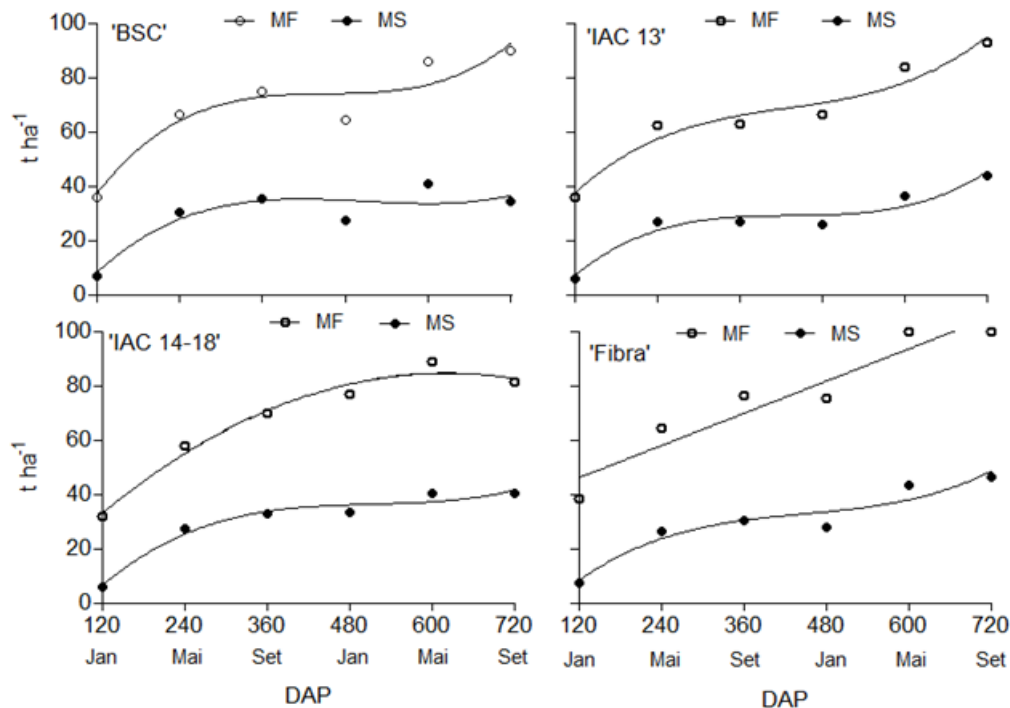 100 MF MS MF MS
'BSC' 'IAC 13'
80
60
t ha⁻¹
40
20
0
100 MF MS MF MS
'IAC 14-18' 'Fibra'
80
60
t ha⁻¹
40
20
0
120 240 360 480 600 720 120 240 360 480 600 720
Jan Mai Set Jan Mai Set Jan Mai Set Jan Mai Set
DAP DAP